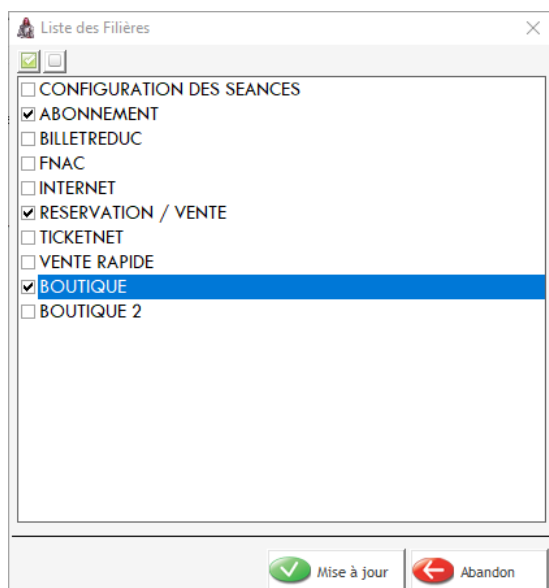 Liste des Filières
CONFIGURATION DES SEANCES
ABONNEMENT
BILLETREDUC
FNAC
INTERNET
RESERVATION / VENTE
TICKETNET
VENTE RAPIDE
BOUTIQUE
BOUTIQUE 2
Mise à jour
Abandon